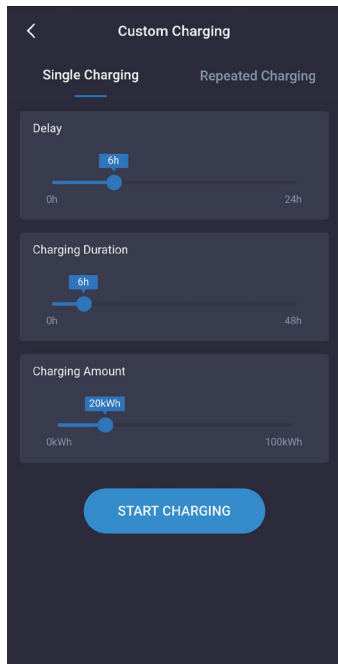 Custom Charging
Single Charging Repeated Charging
Delay
6h
0h 24h
Charging Duration
6h
0h 48h
Charging Amount
20kWh
0kWh 100kWh
START CHARGING